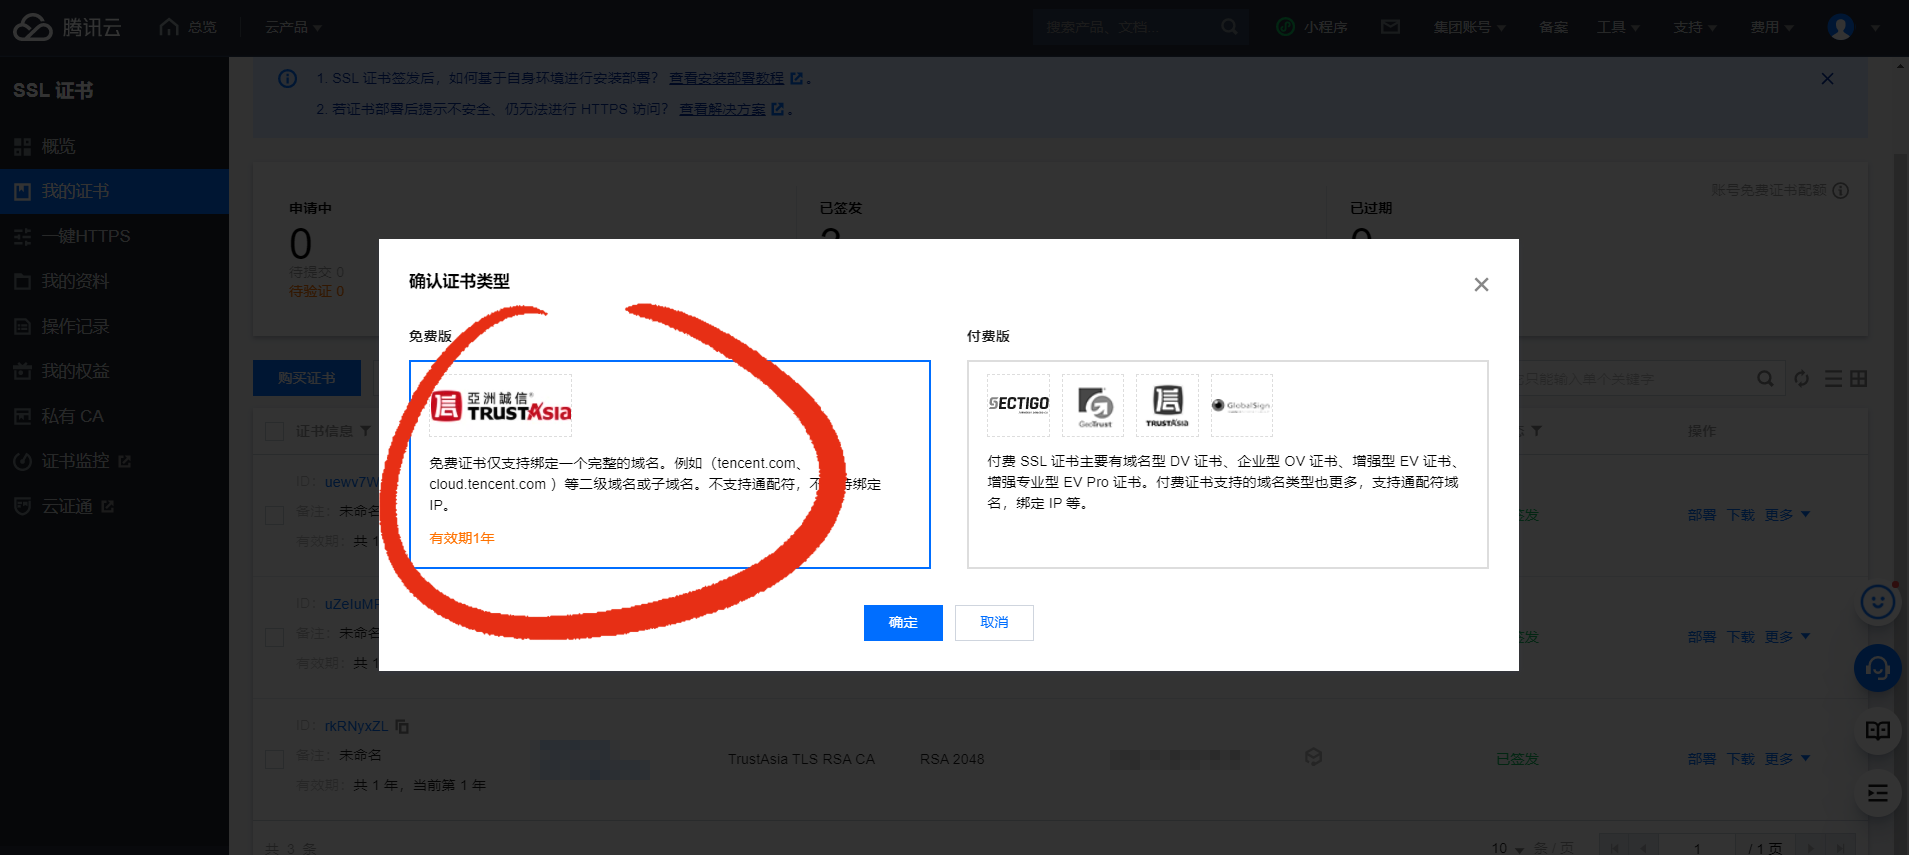 腾讯云
总览
云产品
搜索产品、文档...
小程序
集团账号
备案
工具
支持
费用
SSL 证书
概览
我的证书
一键HTTPS
我的资料
操作记录
我的权益
私有 CA
证书监控
云证通
1. SSL 证书签发后，如何基于自身环境进行安装部署？ 查看安装部署教程 。
2. 若证书部署后提示不安全、仍无法进行 HTTPS 访问？ 查看解决方案 。
账号免费证书配额
申请中
0
待提交 0
待验证 0
已签发
已过期
购买证书
只能输入单个关键字
证书信息
操作
确认证书类型
免费版
亞洲誠信®
TRUSTAsia
免费证书仅支持绑定一个完整的域名。例如（tencent.com、
cloud.tencent.com ）等二级域名或子域名。不支持通配符，不 持绑定
IP。
有效期1年
付费版
SECTIGO
GeoTrust
TRUSTAsia
GlobalSign
付费 SSL 证书主要有域名型 DV 证书、企业型 OV 证书、增强型 EV 证书、
增强专业型 EV Pro 证书。付费证书支持的域名类型也更多，支持通配符域
名，绑定 IP 等。
确定
取消
ID： uewv7W
备注： 未命名
有效期： 共 1
签发
部署 下载 更多
ID： uZeIuMF
备注： 未命名
有效期： 共 1
签发
部署 下载 更多
ID： rkRNyxZL
备注： 未命名
有效期： 共 1 年，当前第 1 年
TrustAsia TLS RSA CA
RSA 2048
已签发
部署 下载 更多
共 3 条
10 条 / 页
1
/ 1 页